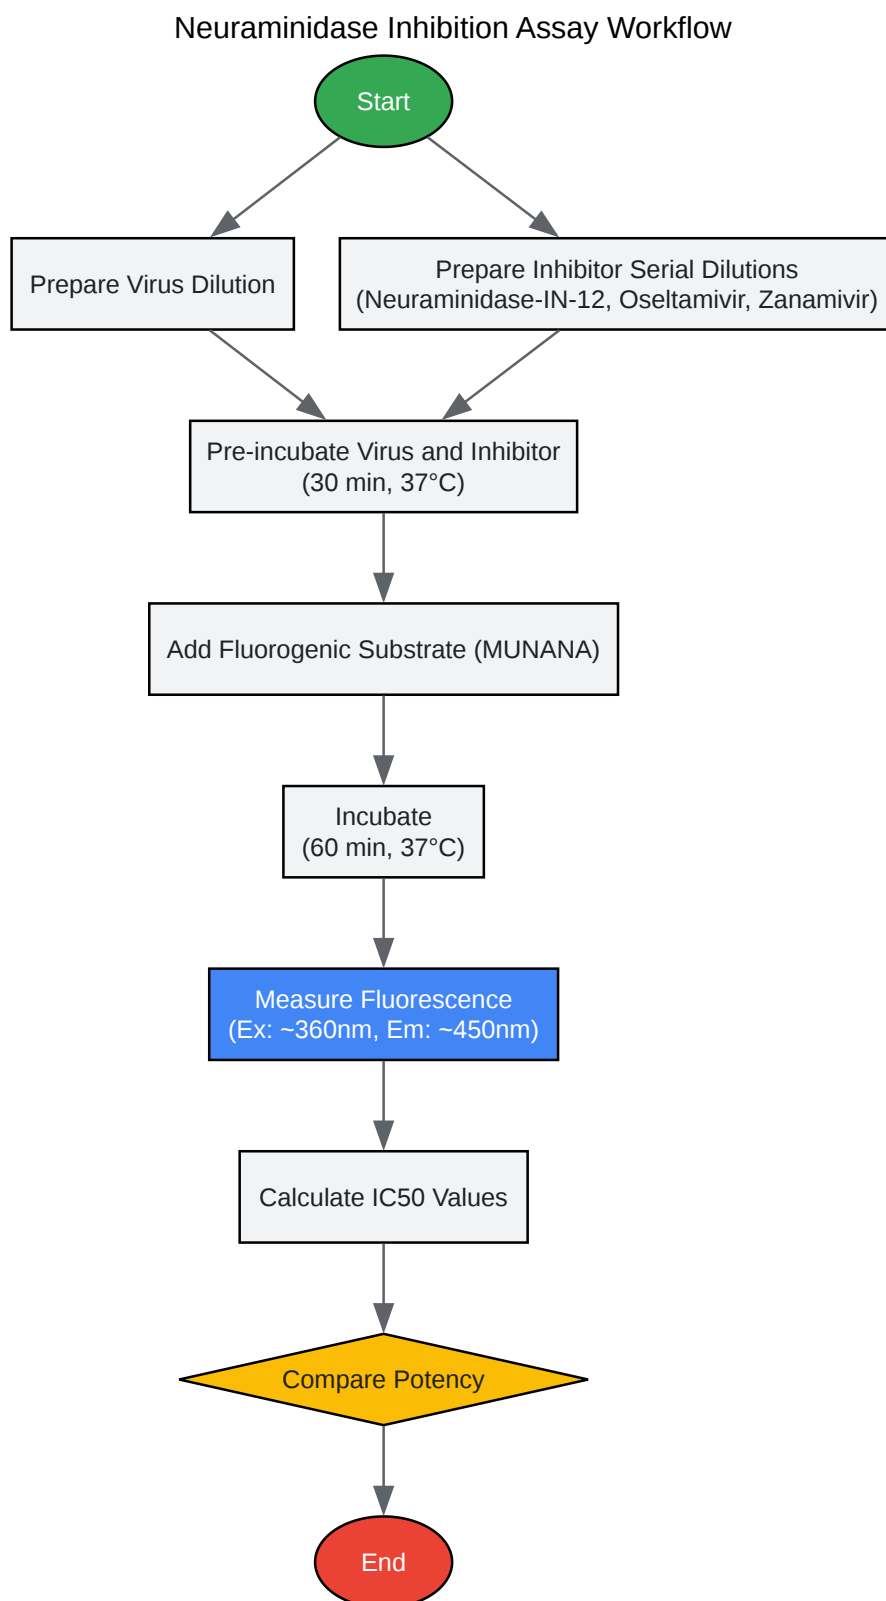 Neuraminidase Inhibition Assay Workflow
Start
Prepare Virus Dilution
Prepare Inhibitor Serial Dilutions
(Neuraminidase-IN-12, Oseltamivir, Zanamivir)
Pre-incubate Virus and Inhibitor
(30 min, 37°C)
Add Fluorogenic Substrate (MUNANA)
Incubate
(60 min, 37°C)
Measure Fluorescence
(Ex: ~360nm, Em: ~450nm)
Calculate IC50 Values
Compare Potency
End